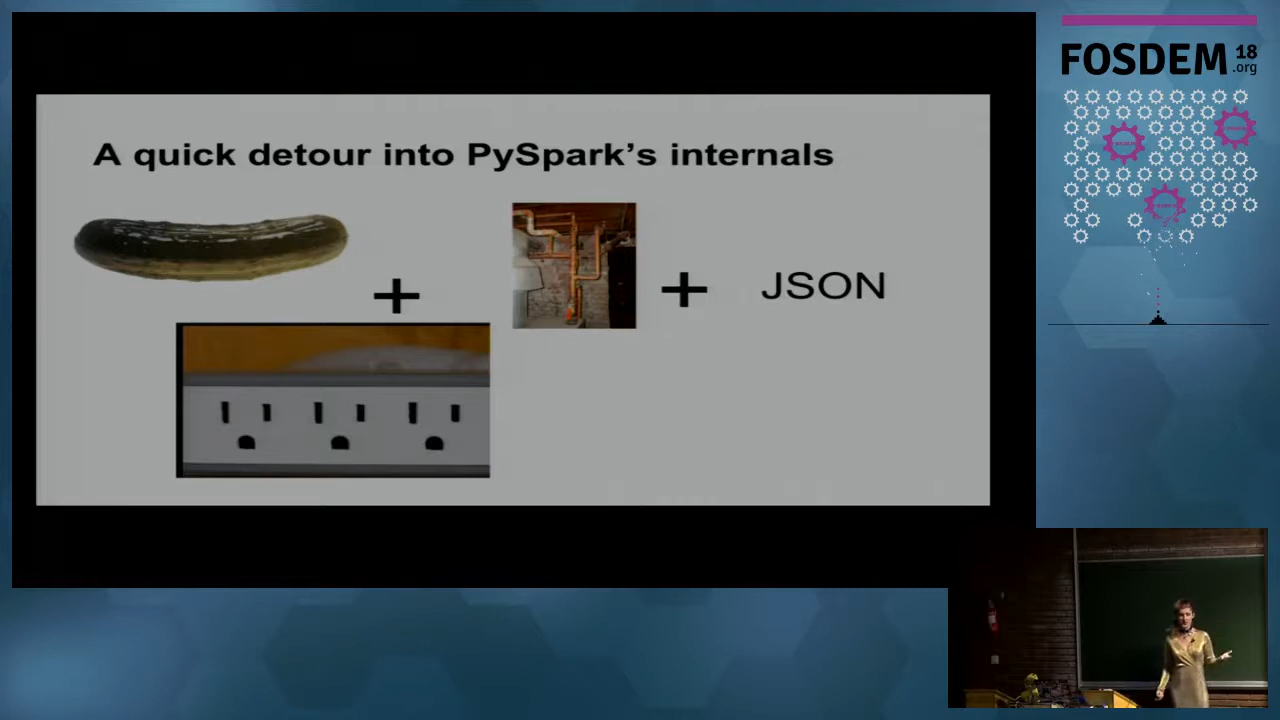 A quick detour into PySpark’s internals
+
+
JSON
FOSDEM 18
.org